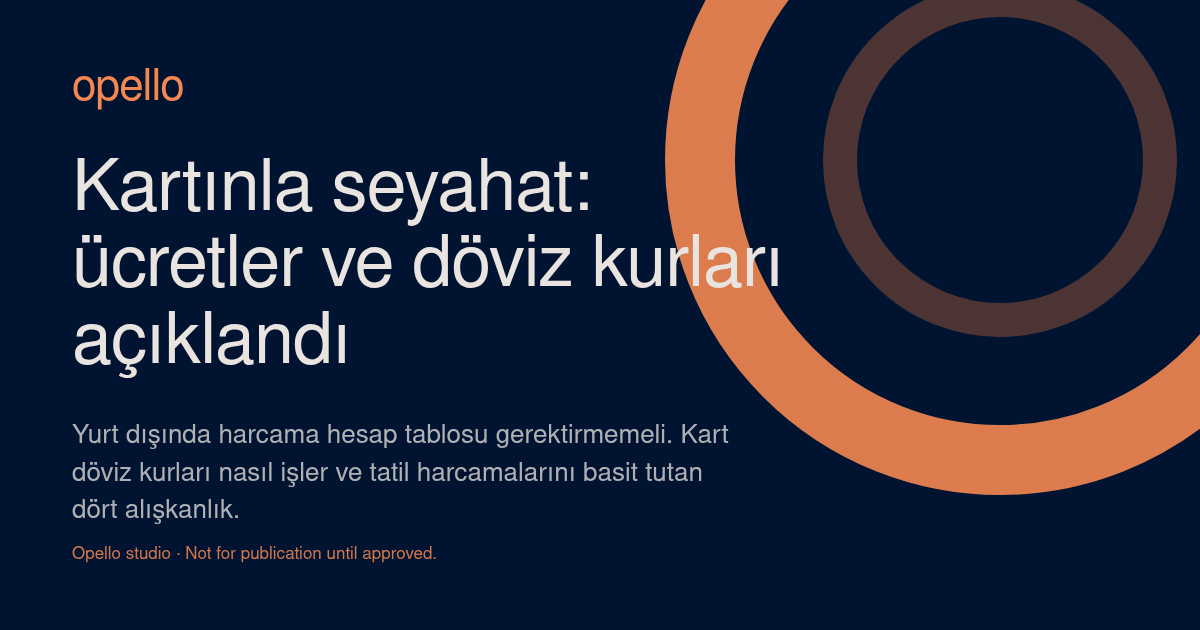 opello
Kartınla seyahat:
ücretler ve döviz kurları
açıklandı
Yurt dışında harcama hesap tablosu gerektirmemeli. Kart
döviz kurları nasıl işler ve tatil harcamalarını basit tutan
dört alışkanlık.
Opello studio · Not for publication until approved.